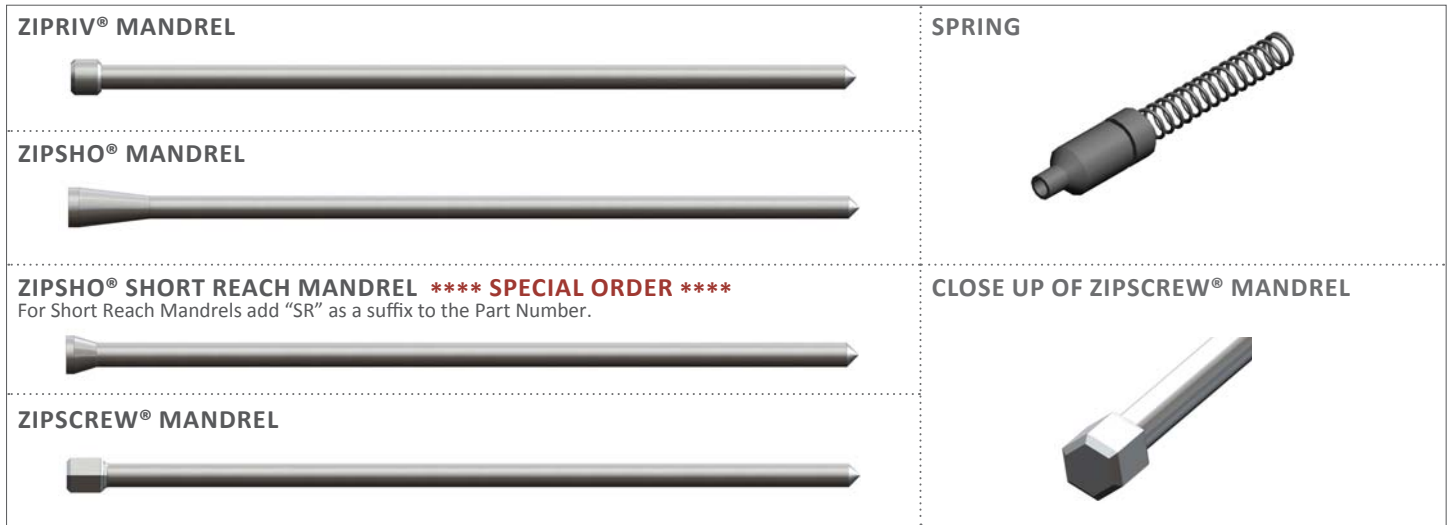 ZIPRIV® MANDREL
SPRING
ZIPSHO® MANDREL
ZIPSHO® SHORT REACH MANDREL **** SPECIAL ORDER ****
For Short Reach Mandrels add “SR” as a suffix to the Part Number.
CLOSE UP OF ZIPSCREW® MANDREL
ZIPSCREW® MANDREL